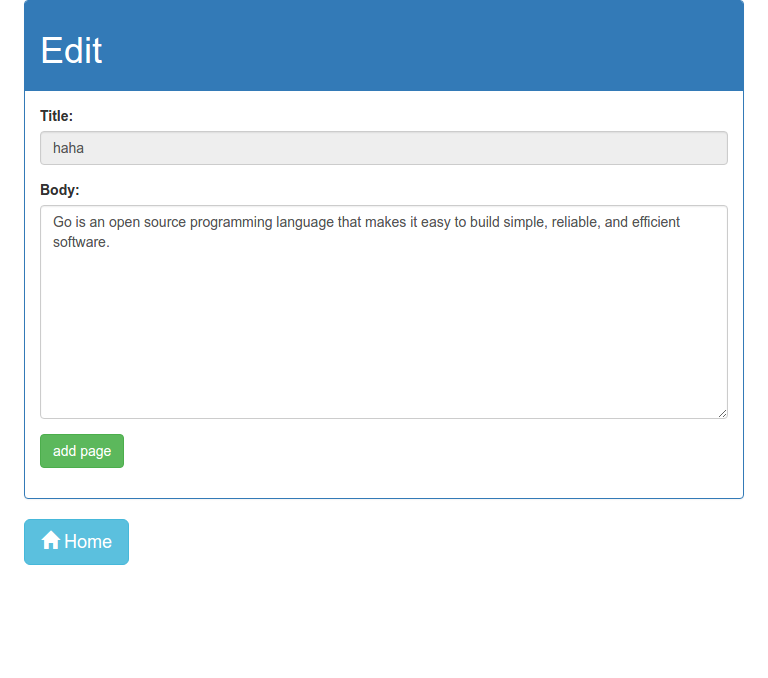 Edit
Title:
haha
Body:
Go is an open source programming language that makes it easy to build simple, reliable, and efficient
software.
add page
Home